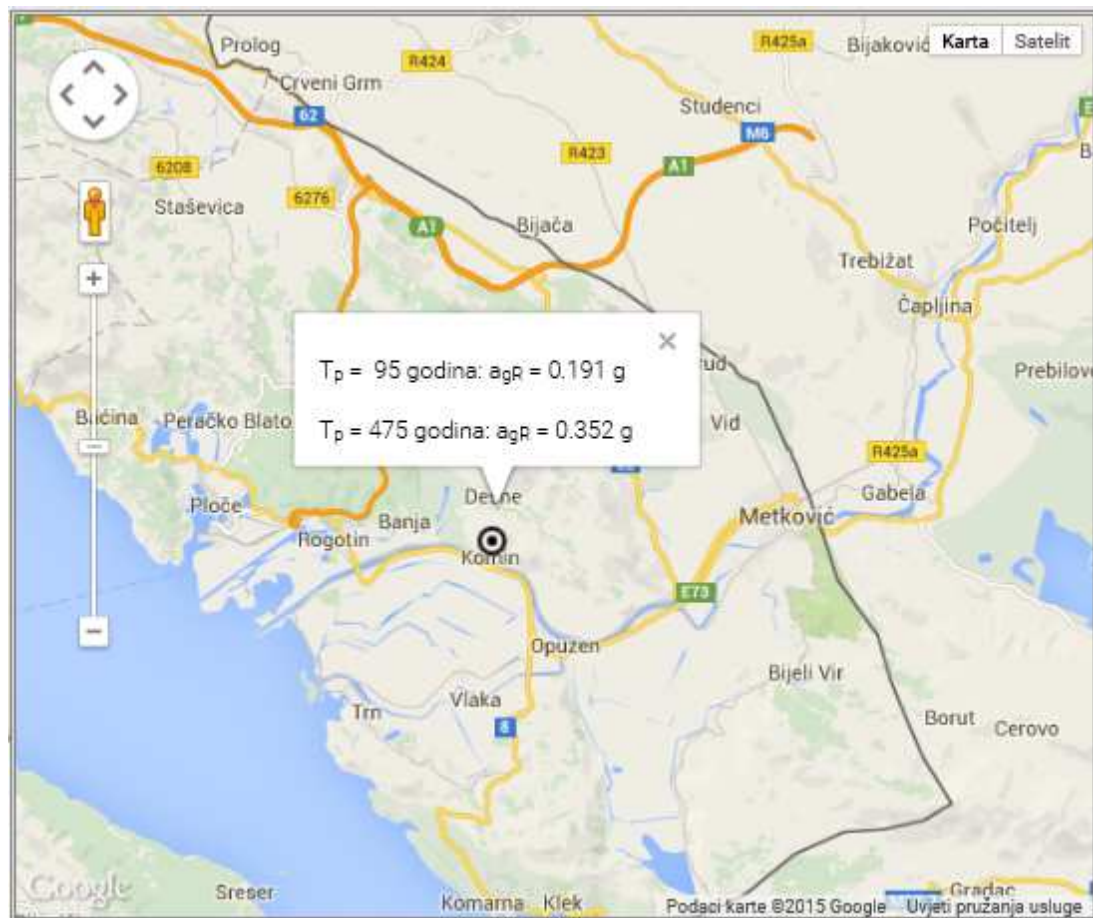 Prolog
R424
R425a
Bijaković
Karta
Satelit
Crveni Grm
62
Studenci
M6
6208
6276
R423
A1
Staševica
A1
Bijača
Počitelj
Trebižat
Čapljina
Prebilovc
Tp = 95 godina: agR = 0.191 g
Tp = 475 godina: agR = 0.352 g
Baćina
Peračko Blato
Vid
R425a
Gabela
Ploče
Banja
Desne
Metković
Rogotin
Komin
E73
Opuzen
Vlaka
Trn
Bijeli Vir
8
Borut
Cerovo
Google
Sreser
Komarna
Klek
Gradac
Podaci karte ©2015 Google
Uvjeti pružanja usluge